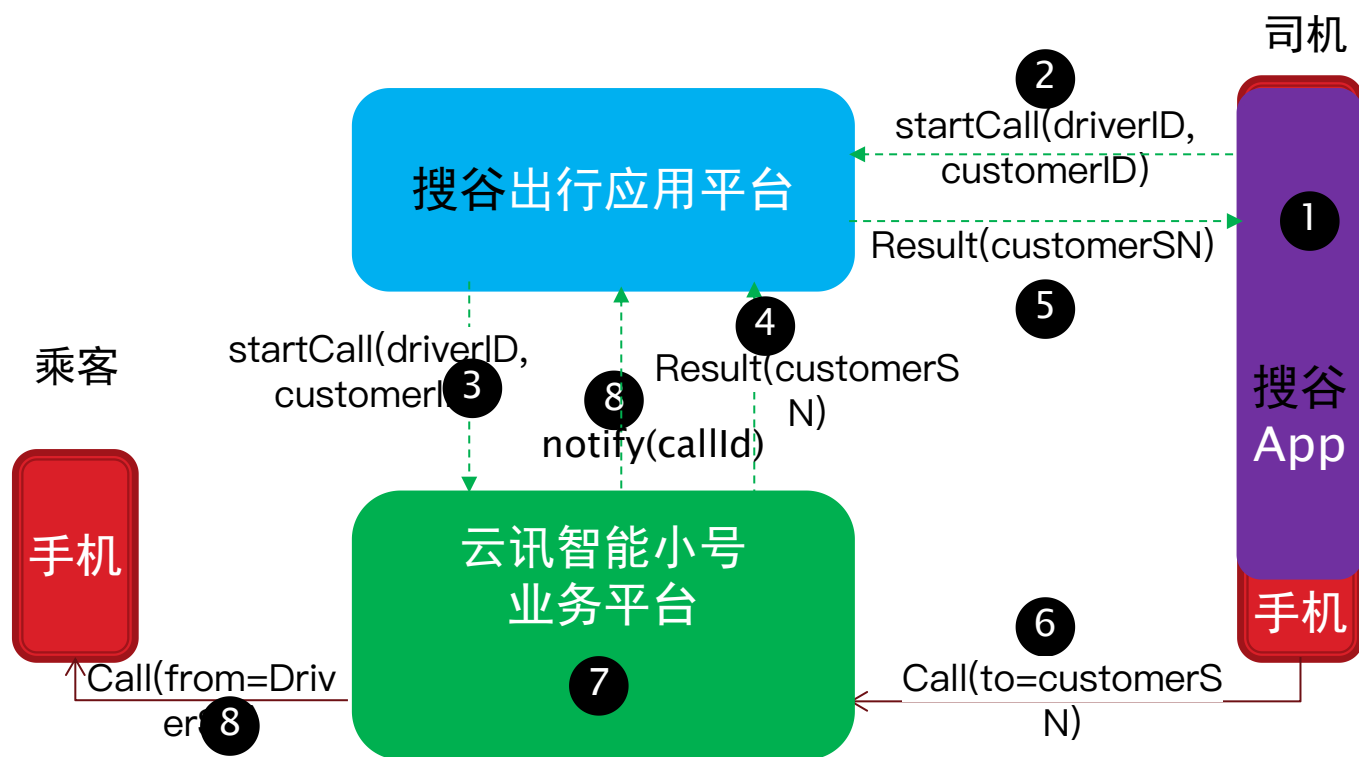 司机
2
startCall(driverID,
customerID)
搜谷出行应用平台
1
Result(customerSN)
5
4
startCall(driverID,
customerI
3
Result(customerS
N)
8
notify(callId)
乘客
搜谷
App
手机
云讯智能小号
业务平台
7
手机
6
Call(to=customerS
N)
Call(from=Driv
er
8